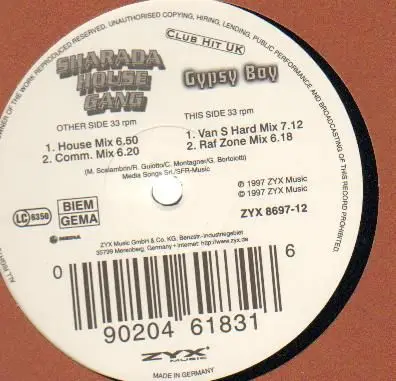 OWNER OF THE WORK REPRODUCED RESERVED. UNAUTHORISED COPYING, HIRING, LENDING, PUBLIC PERFORMANCE AND BROADCASTING OF THIS RECORD PROHIBITED.
ALL RIGHTS
SHARADA
HOUSE
GANG
CLUB HIT UK
Gypsy Boy
OTHER SIDE 33 rpm
1. House Mix 6.50
2. Comm. Mix 6.20
THIS SIDE: 33 rpm
1. Van S Hard Mix 7.12
2. Raf Zone Mix 6.18
(M. Scalambrin/R. Guiotto/C. Montagner/G. Bortolotti)
Media Songs Srl./SFR-Music
℗ 1997 ZYX Music
© 1997 ZYX Music
ZYX 8697-12
LC 6350
BIEM
GEMA
MEDIA
ZYX Music GmbH & Co. KG, Benzstr.-Industriegebiet
35799 Merenberg, Germany • Internet: http://www.zyx.de
0 90204 61831 6
ZYX
MUSIC
MADE IN GERMANY